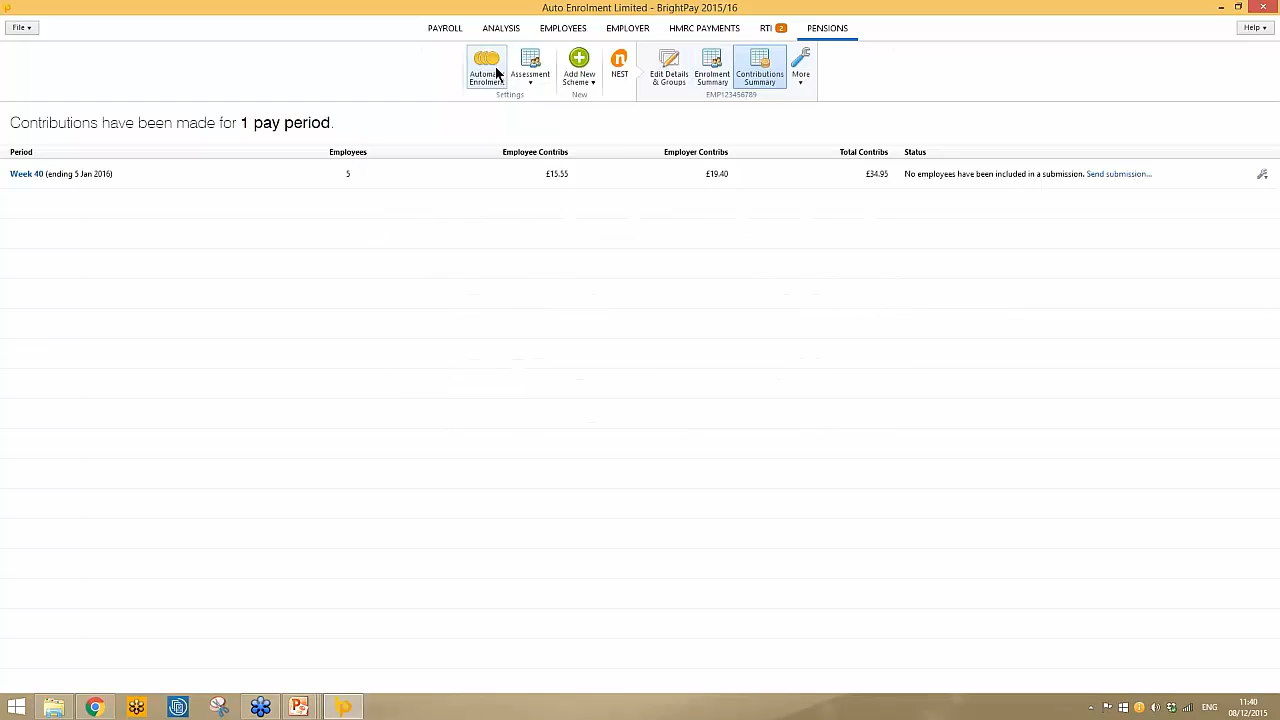 Auto Enrolment Limited - BrightPay 2015/16
File
PAYROLL ANALYSIS EMPLOYEES EMPLOYER HMRC PAYMENTS RTI 2 PENSIONS
Help
Assessment
Add New Scheme
NEST
Edit Details & Groups
Enrolment Summary
Contributions Summary
More
Settings
New
EMP123456789
Contributions have been made for 1 pay period.
Period Employees Employee Contribs Employer Contribs Total Contribs Status
Week 40 (ending 5 Jan 2016) 5 £15.55 £19.40 £34.95 No employees have been included in a submission. Send submission...
ENG
11:40
08/12/2015